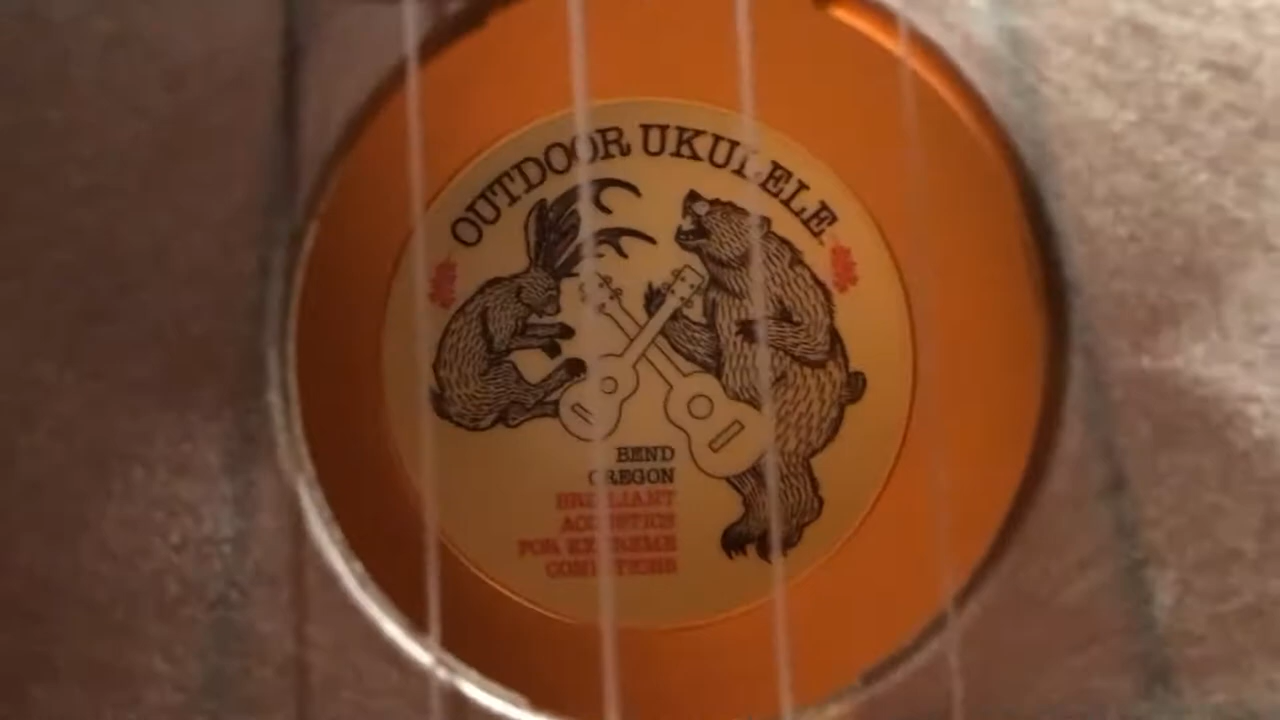 OUTDOOR UKULELE
BEND
OREGON
BRILLIANT
ACOUSTICS
FOR EXTREME
CONDITIONS